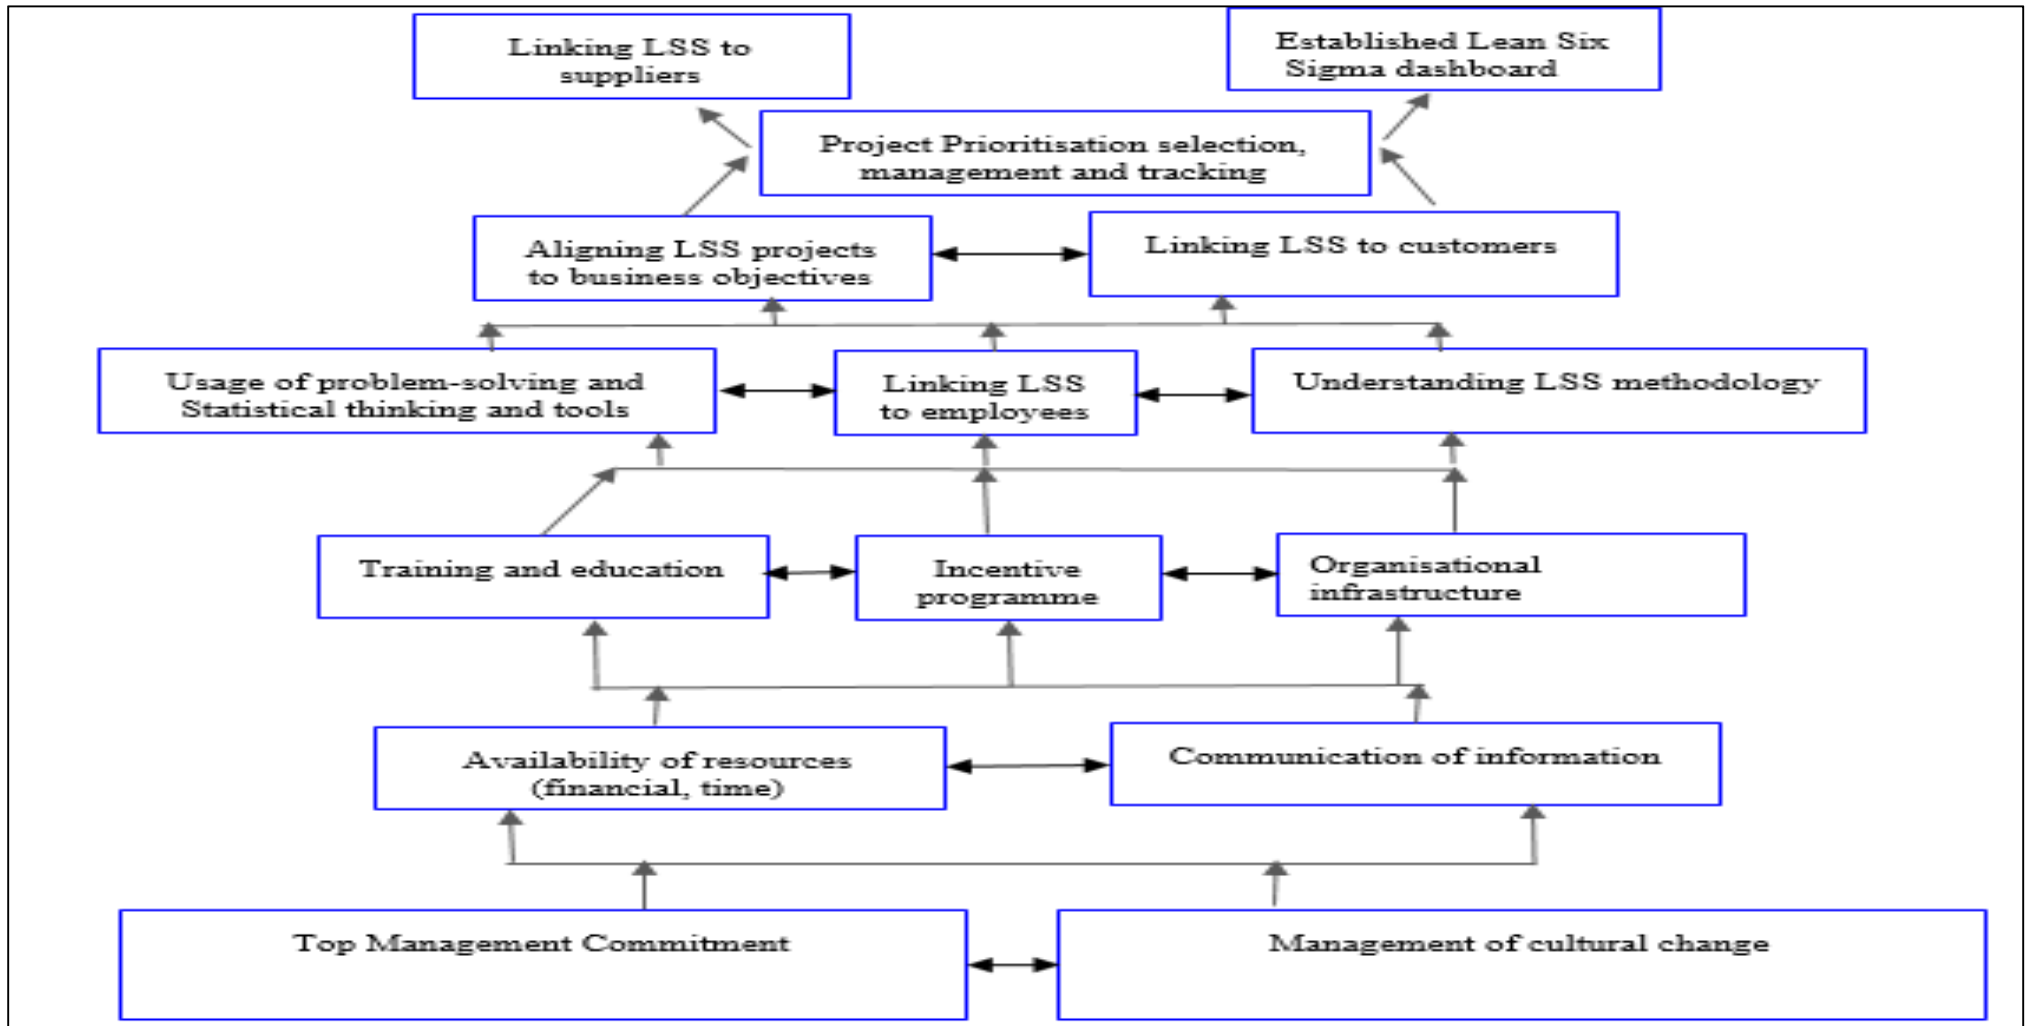 Linking LSS to
suppliers
Established Lean Six
Sigma dashboard
Project Prioritisation selection,
management and tracking
Aligning LSS projects
to business objectives
Linking LSS to customers
Usage of problem-solving and
Statistical thinking and tools
Linking LSS
to employees
Understanding LSS methodology
Training and education
Incentive
programme
Organisational
infrastructure
Availability of resources
(financial, time)
Communication of information
Top Management Commitment
Management of cultural change